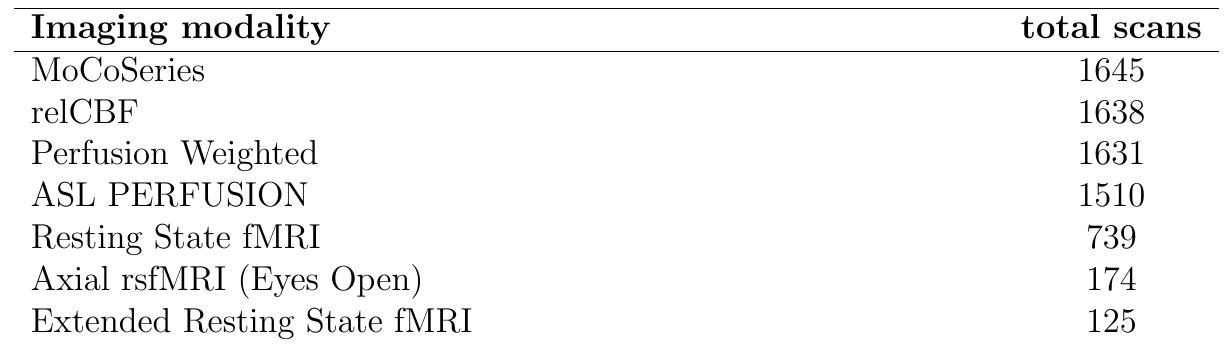 Imaging modality total scans
MoCoSeries 1645
relCBF 1638
Perfusion Weighted 1631
ASL PERFUSION 1510
Resting State fMRI 739
Axial rsfMRI (Eyes Open) 174
Extended Resting State fMRI 125